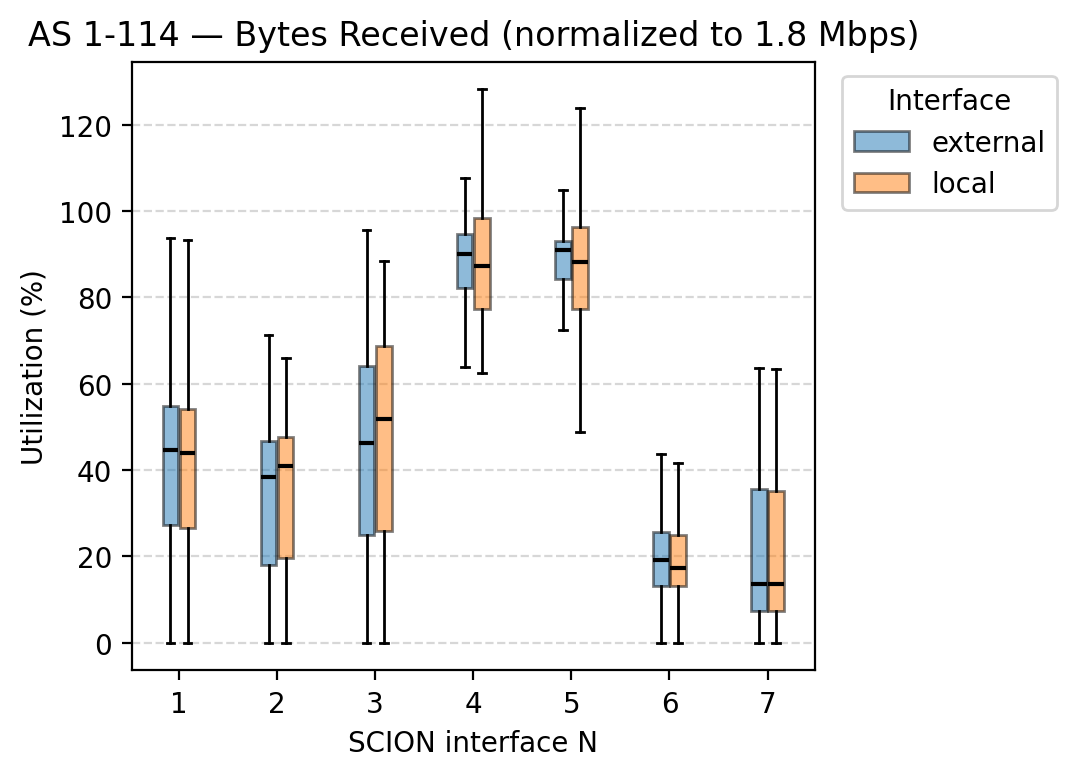 AS 1-114 — Bytes Received (normalized to 1.8 Mbps)
Interface
external
local
Utilization (%)
120
100
80
60
40
20
0
1 2 3 4 5 6 7
SCION interface N